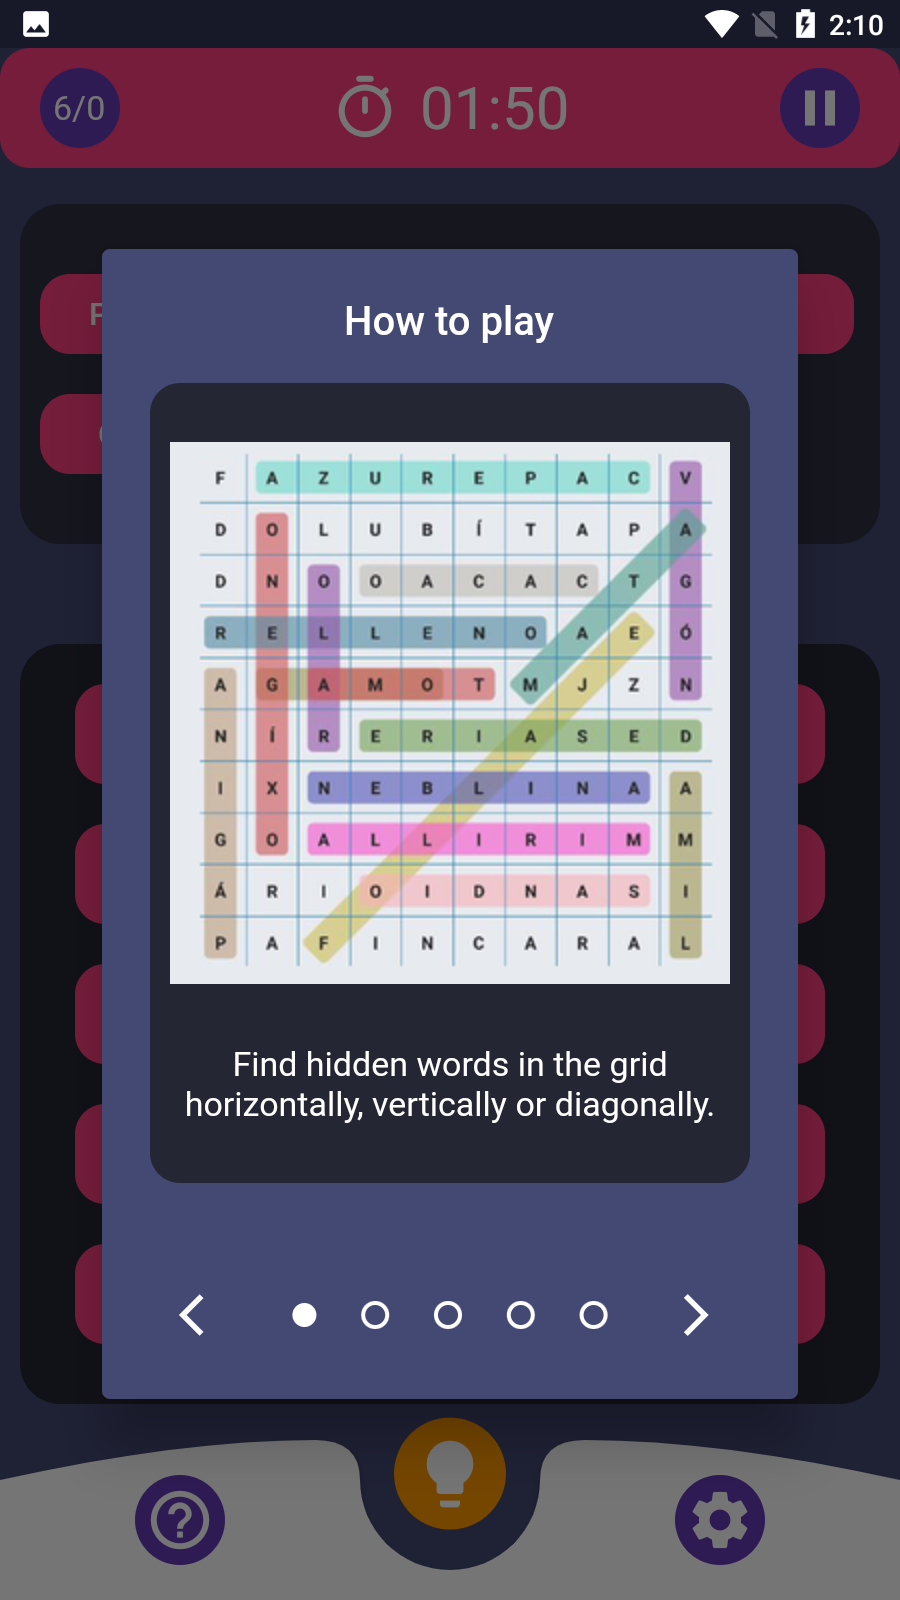 2:10
6/0
01:50
How to play
F A Z U R E P A C V
D O L U B Í T A P A
D N O O A C A C T G
R E L L E N O A E Ó
A G A M O T M J Z N
N Í R E R I A S E D
I X N E B L I N A A
G O A L L I R I M M
Á R I O I D N A S I
P A F I N C A R A L
Find hidden words in the grid
horizontally, vertically or diagonally.